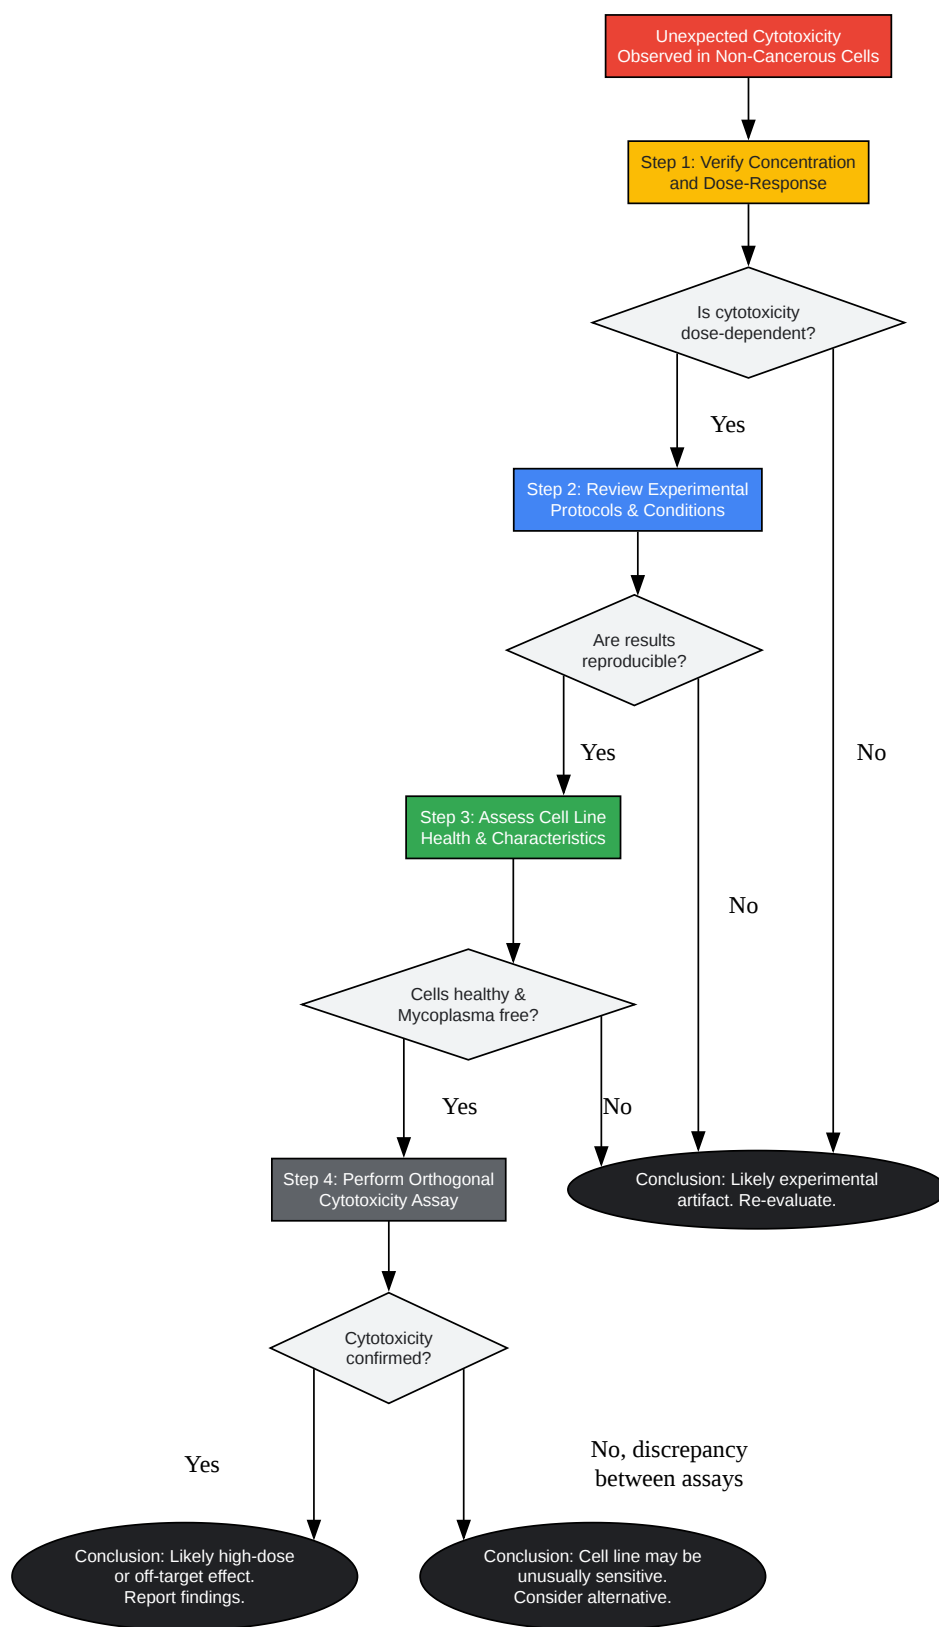 Unexpected Cytotoxicity
Observed in Non-Cancerous Cells
Step 1: Verify Concentration
and Dose-Response
Is cytotoxicity
dose-dependent?
Yes
Step 2: Review Experimental
Protocols & Conditions
Are results
reproducible?
Yes
No
Step 3: Assess Cell Line
Health & Characteristics
No
Cells healthy &
Mycoplasma free?
Yes
No
Step 4: Perform Orthogonal
Cytotoxicity Assay
Conclusion: Likely experimental
artifact. Re-evaluate.
Cytotoxicity
confirmed?
Yes
No, discrepancy
between assays
Conclusion: Likely high-dose
or off-target effect.
Report findings.
Conclusion: Cell line may be
unusually sensitive.
Consider alternative.